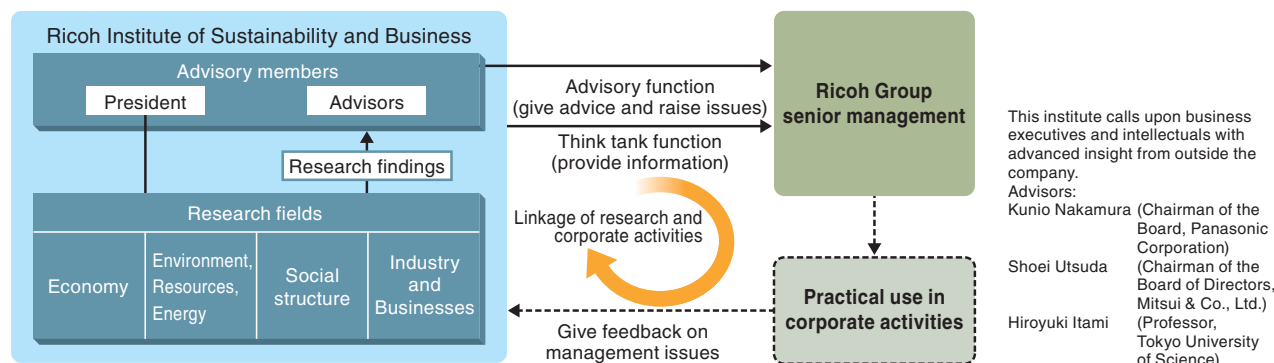 Ricoh Institute of Sustainability and Business
Advisory members
President
Advisors
Research findings
Research fields
Economy
Environment,
Resources,
Energy
Social
structure
Industry
and
Businesses
Advisory function
(give advice and raise issues)
Think tank function
(provide information)
Linkage of research and
corporate activities
Give feedback on
management issues
Ricoh Group
senior management
Practical use in
corporate activities
This institute calls upon business
executives and intellectuals with
advanced insight from outside the
company.
Advisors:
Kunio Nakamura (Chairman of the
Board, Panasonic
Corporation)
Shoei Utsuda (Chairman of the
Board of Directors,
Mitsui & Co., Ltd.)
Hiroyuki Itami (Professor,
Tokyo University
of Science)